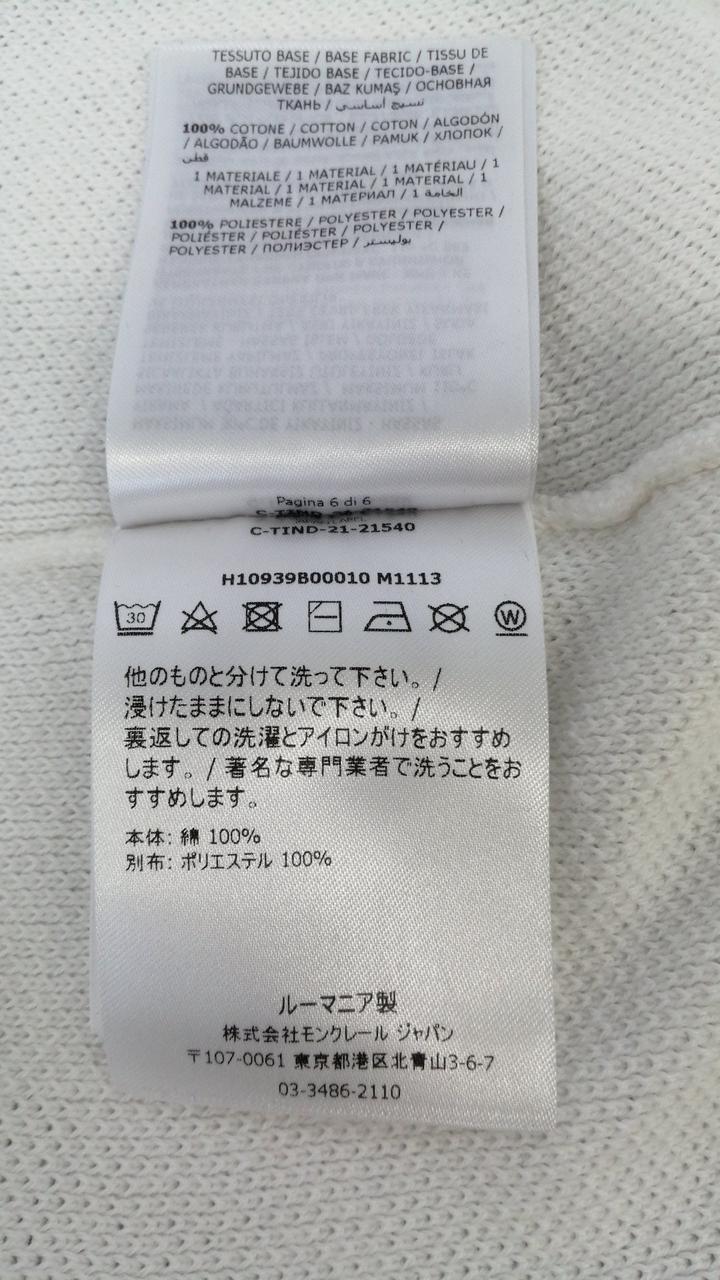 TESSUTO BASE / BASE FABRIC / TISSU DE
BASE / TEJIDO BASE / TECIDO-BASE /
GRUNDGEWEBE / BAZ KUMAŞ / ОСНОВНАЯ
ТКАНЬ / نسيج أساسي
100% COTONE / COTTON / COTON / ALGODÓN
/ ALGODÃO / BAUMWOLLE / PAMUK / ХЛОПОК /
قطن
1 MATERIALE / 1 MATERIAL / 1 MATÉRIAU / 1
MATERIAL / 1 MATERIAL / 1 MATERIAL / 1
MALZEME / 1 МАТЕРИАЛ / 1 الخامة
100% POLIESTERE / POLYESTER / POLYESTER /
POLIÉSTER / POLIÉSTER / POLYESTER /
POLYESTER / ПОЛИЭСТЕР / بوليستر
Pagina 6 di 6
C-TIND-21-21540
H10939B00010 M1113
30
W
他のものと分けて洗って下さい。/
浸けたままにしないで下さい。/
裏返しての洗濯とアイロンがけをおすすめ
します。/ 著名な専門業者で洗うことをお
すすめします。
本体: 綿 100%
別布: ポリエステル 100%
ルーマニア製
株式会社モンクレール ジャパン
〒107-0061 東京都港区北青山3-6-7
03-3486-2110